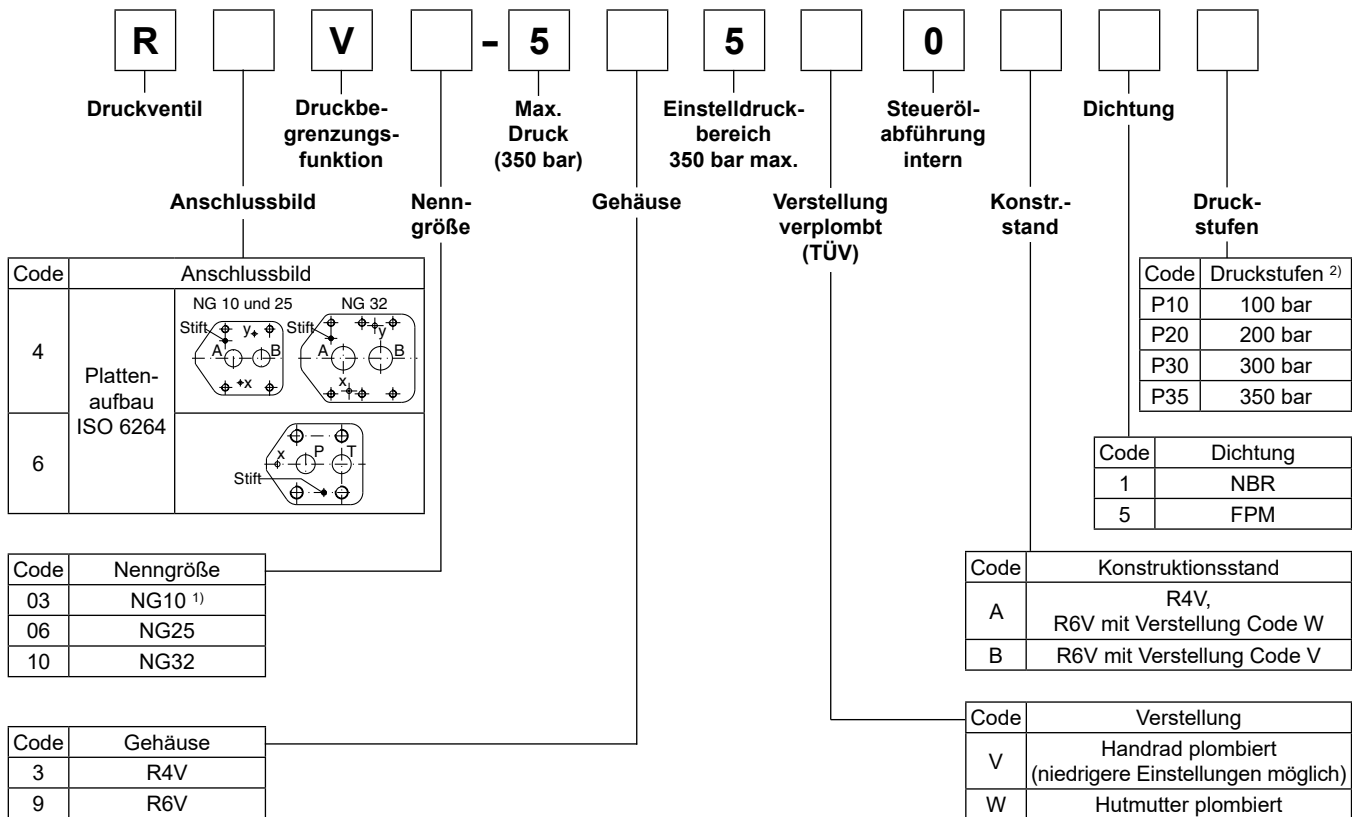 R V - 5 5 0
Druckventil
Druckbe-
grenzungs-
funktion
Max.
Druck
(350 bar)
Einstelldruck-
bereich
350 bar max.
Steueröl-
abführung
intern
Dichtung
Anschlussbild
Nenn-
größe
Gehäuse
Verstellung
verplombt
(TÜV)
Konstr.-
stand
Druck-
stufen
Code Anschlussbild
4
Platten-
aufbau
ISO 6264
NG 10 und 25
Stift
y
A
B
x
NG 32
Stift
y
A
B
x
6
x
P
T
Stift
Code Druckstufen 2)
P10 100 bar
P20 200 bar
P30 300 bar
P35 350 bar
Code Dichtung
1 NBR
5 FPM
Code Nenngröße
03 NG10 1)
06 NG25
10 NG32
Code Konstruktionsstand
A
R4V,
R6V mit Verstellung Code W
B R6V mit Verstellung Code V
Code Gehäuse
3 R4V
9 R6V
Code Verstellung
V
Handrad plombiert
(niedrigere Einstellungen möglich)
W Hutmutter plombiert